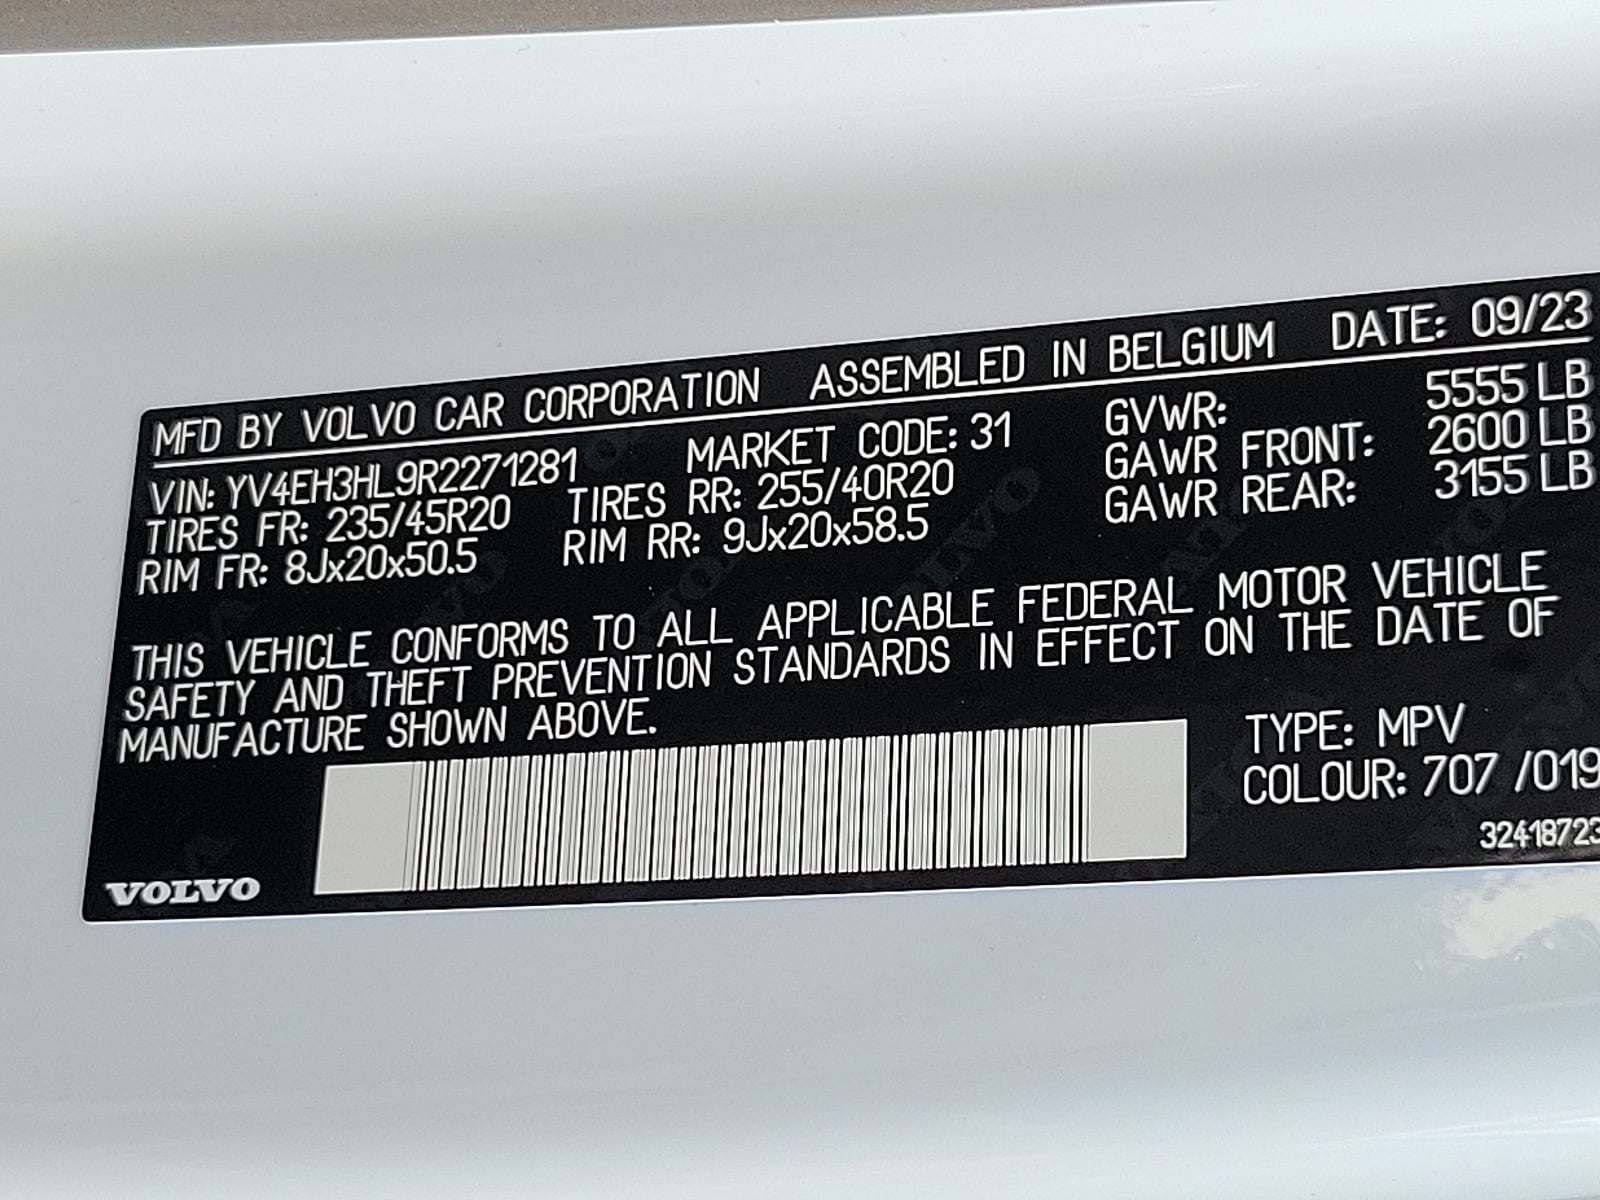 MFD BY VOLVO CAR CORPORATION ASSEMBLED IN BELGIUM DATE: 09/23
VIN: YV4EH3HL9R2271281 MARKET CODE: 31 GVWR: 5555 LB
TIRES FR: 235/45R20 TIRES RR: 255/40R20 GAWR FRONT: 2600 LB
RIM FR: 8Jx20x50.5 RIM RR: 9Jx20x58.5 GAWR REAR: 3155 LB
THIS VEHICLE CONFORMS TO ALL APPLICABLE FEDERAL MOTOR VEHICLE
SAFETY AND THEFT PREVENTION STANDARDS IN EFFECT ON THE DATE OF
MANUFACTURE SHOWN ABOVE.
TYPE: MPV
COLOUR: 707 /019
32418723
VOLVO